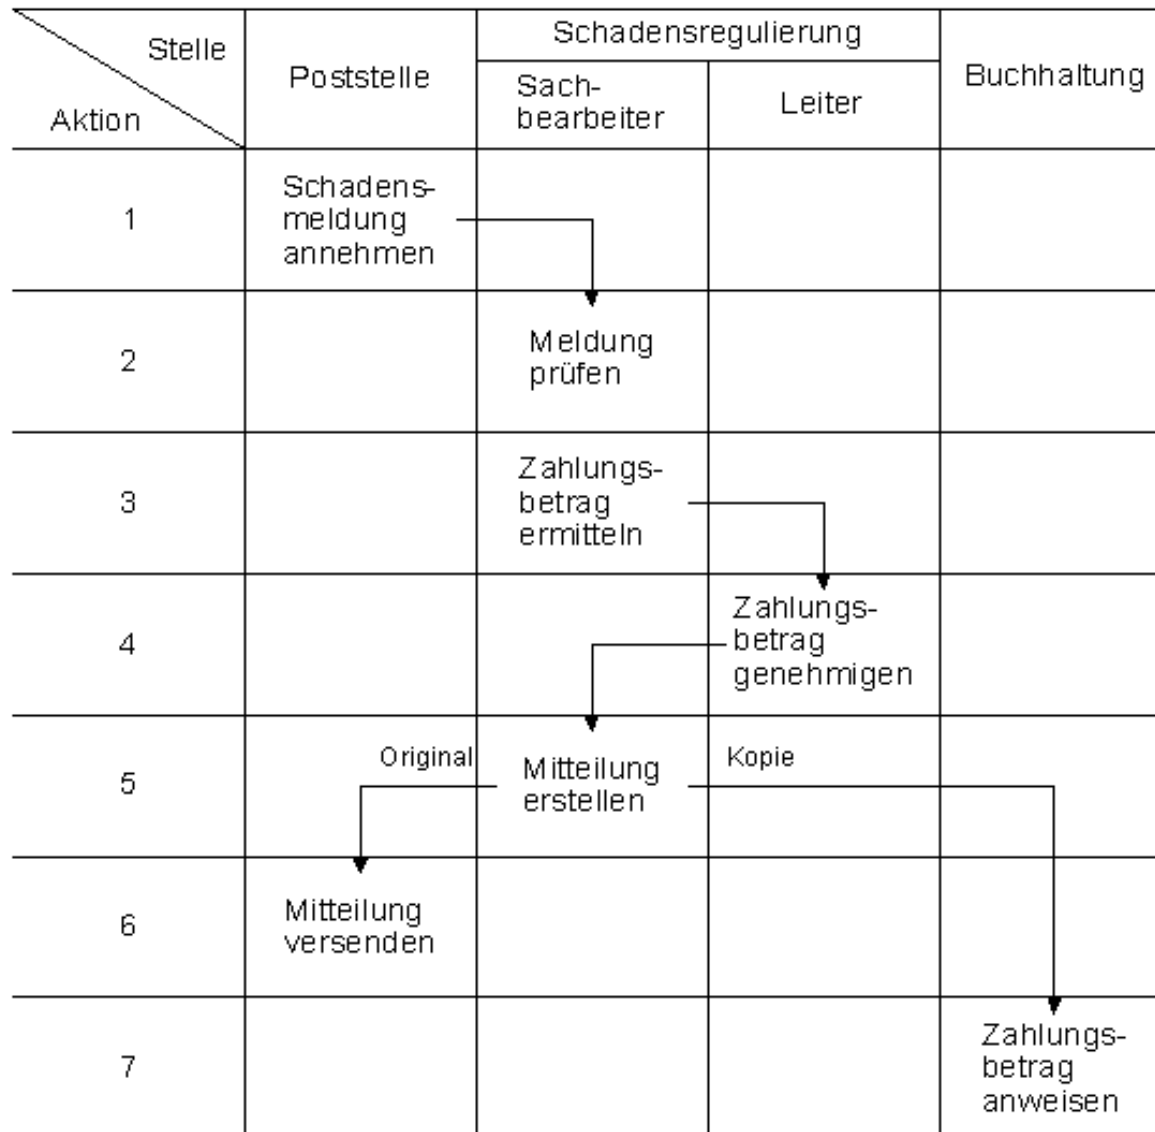 Stelle
Aktion
Poststelle
Schadensregulierung
Sach-
bearbeiter
Leiter
Buchhaltung
1
Schadens-
meldung
annehmen
2
Meldung
prüfen
3
Zahlungs-
betrag
ermitteln
4
Zahlungs-
betrag
genehmigen
5
Original
Mitteilung
erstellen
Kopie
6
Mitteilung
versenden
7
Zahlungs-
betrag
anweisen